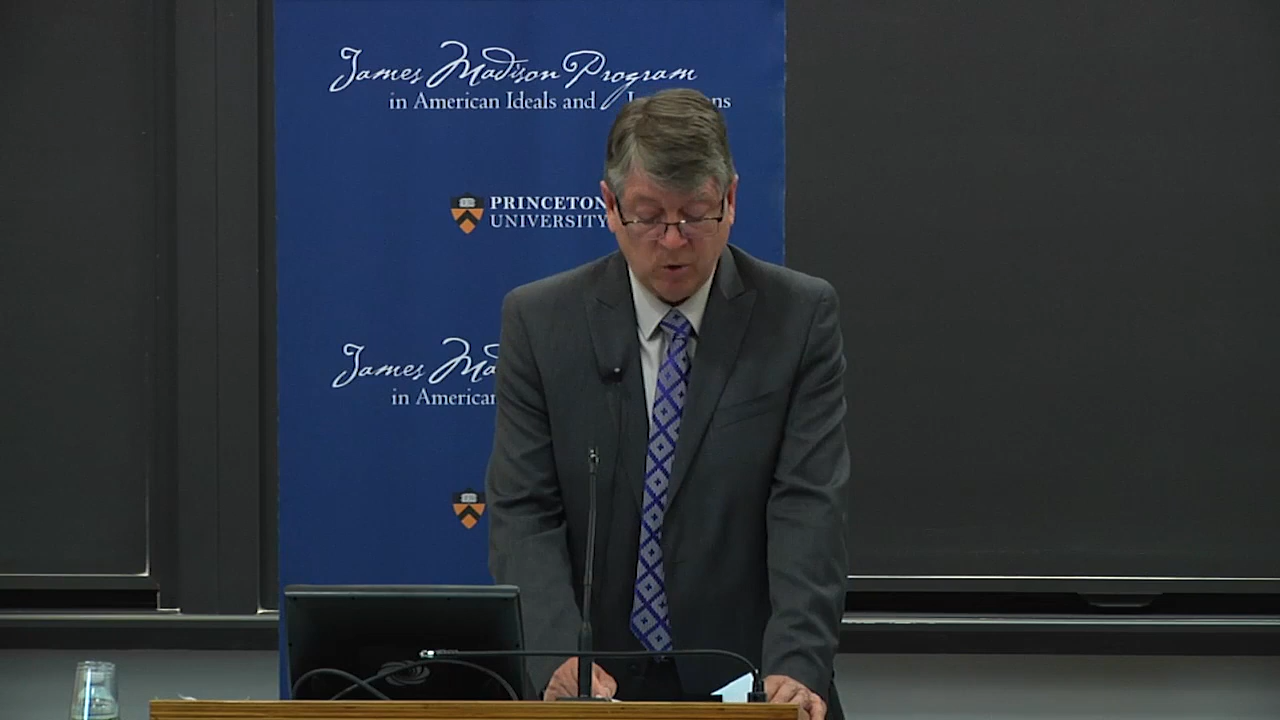 James Madison Program
in American Ideals and
PRINCETON
UNIVERSITY
James
in American